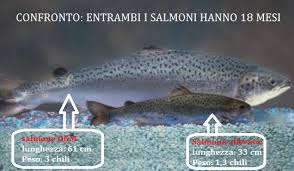 CONFRONTO: ENTRAMBI I SALMONI HANNO 18 MESI
salmone OGM
lunghezza: 61 cm
Peso: 3 chili
Salmone allevato
lunghezza: 33 cm
Peso: 1,3 chili